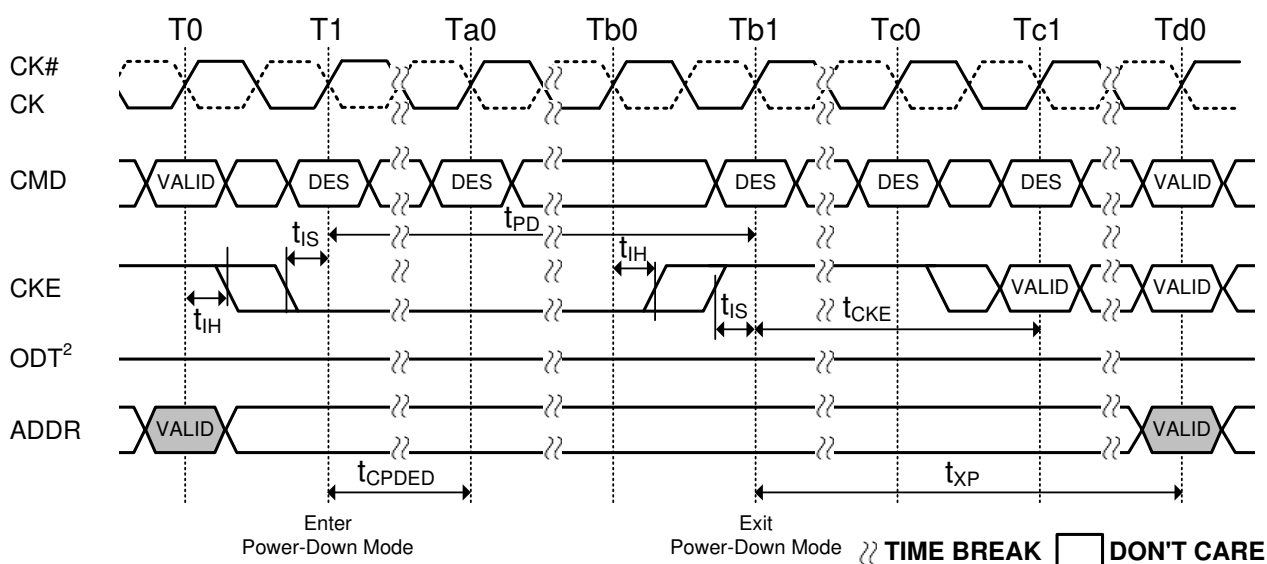 T0 T1 Ta0 Tb0 Tb1 Tc0 Tc1 Td0
CK#
CK
CMD VALID DES DES DES DES DES VALID
tIS tPD tIH
CKE VALID VALID
tIH tIS tCKE
ODT²
ADDR VALID VALID
tCPDED tXP
Enter
Power-Down Mode
Exit
Power-Down Mode
TIME BREAK DON'T CARE